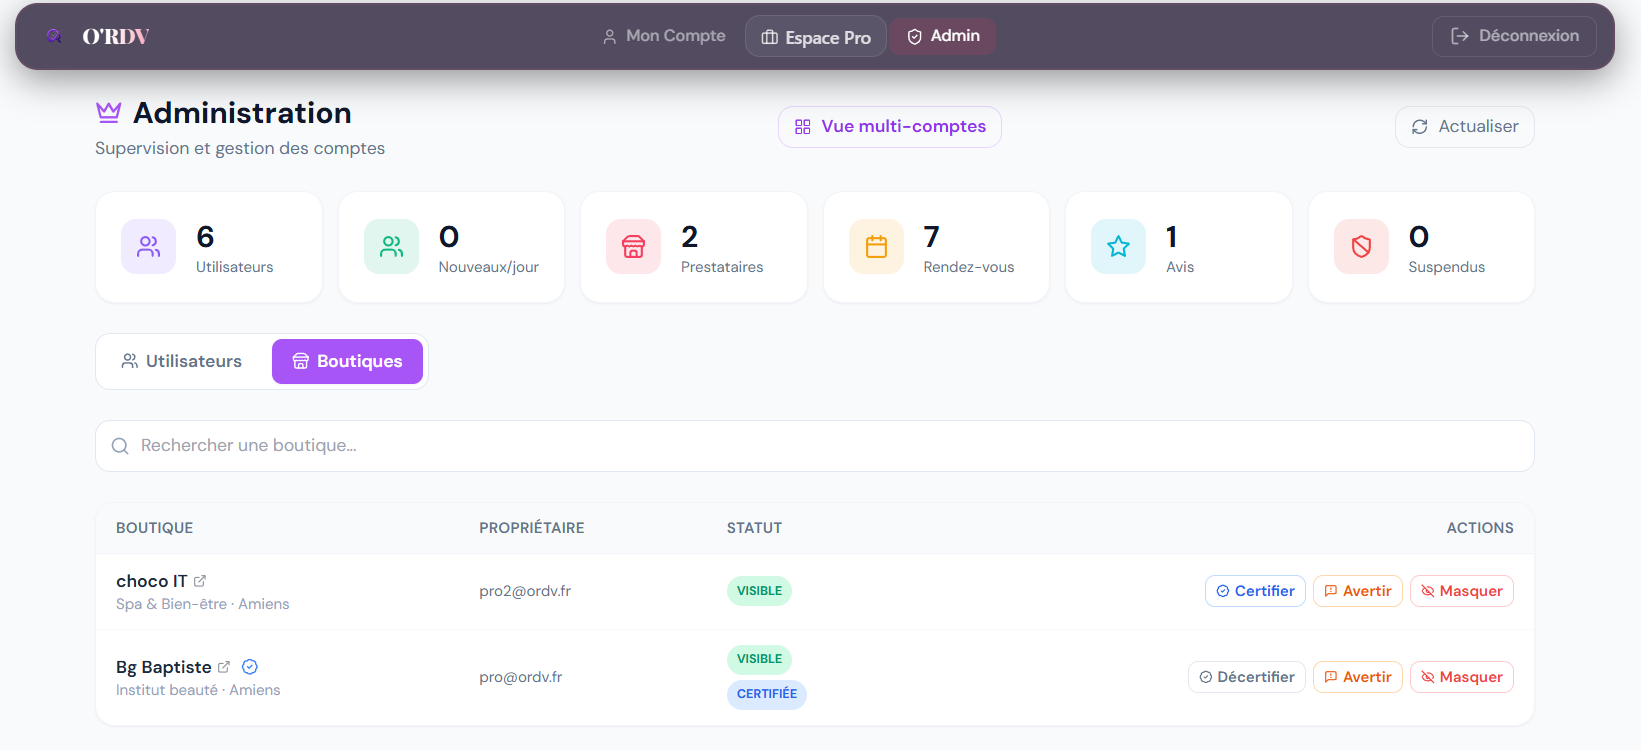 O'RDV
Mon Compte
Espace Pro
Admin
Déconnexion
Administration
Supervision et gestion des comptes
Vue multi-comptes
Actualiser
6
Utilisateurs
0
Nouveaux/jour
2
Prestataires
7
Rendez-vous
1
Avis
0
Suspendus
Utilisateurs
Boutiques
Rechercher une boutique...
BOUTIQUE PROPRIÉTAIRE STATUT ACTIONS
choco IT
Spa & Bien-être · Amiens
pro2@ordv.fr
VISIBLE
Certifier
Avertir
Masquer
Bg Baptiste
Institut beauté · Amiens
pro@ordv.fr
VISIBLE
CERTIFIÉE
Décertifier
Avertir
Masquer